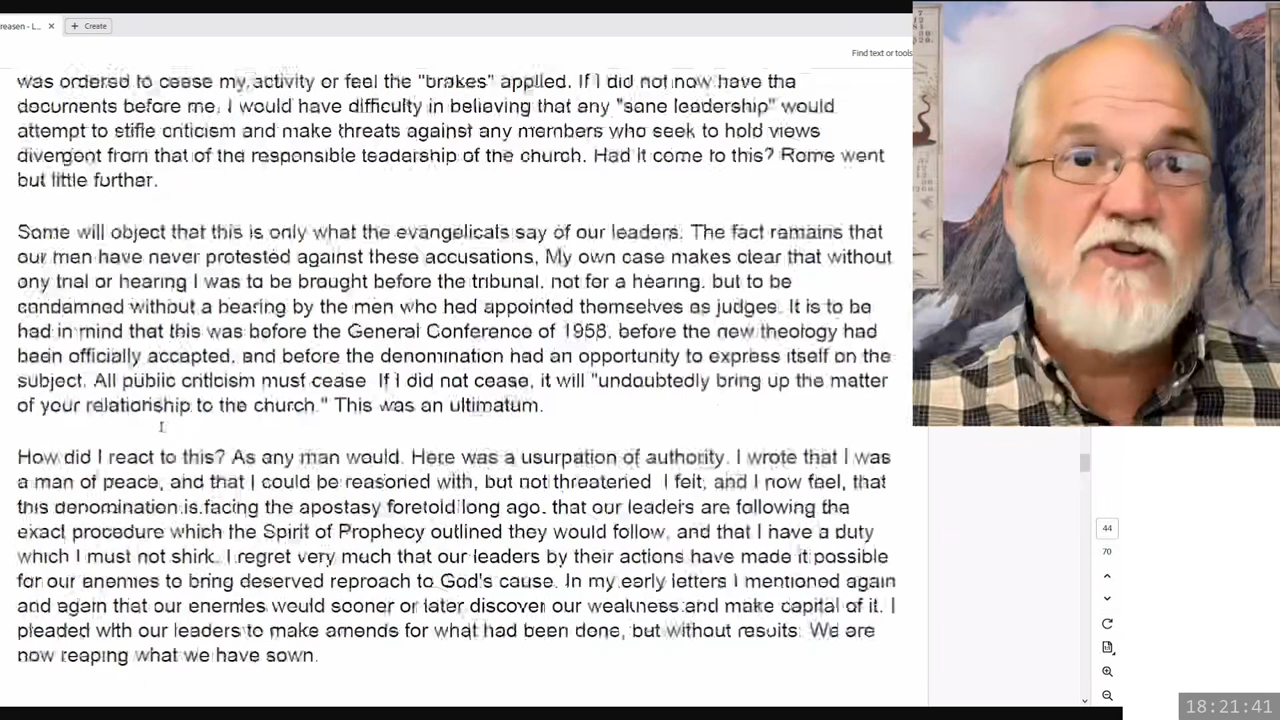 reasen - L... × + Create
Find text or tools
was ordered to cease my activity or feel the "brakes" applied. If I did not now have the
documents before me, I would have difficulty in believing that any "sane leadership" would
attempt to stifle criticism and make threats against any members who seek to hold views
divergent from that of the responsible leadership of the church. Had it come to this? Rome went
but little further.
Some will object that this is only what the evangelicals say of our leaders. The fact remains that
our men have never protested against these accusations. My own case makes clear that without
any trial or hearing I was to be brought before the tribunal, not for a hearing, but to be
condemned without a hearing by the men who had appointed themselves as judges. It is to be
had in mind that this was before the General Conference of 1958, before the new theology had
been officially accepted, and before the denomination had an opportunity to express itself on the
subject. All public criticism must cease If I did not cease, it will "undoubtedly bring up the matter
of your relationship to the church." This was an ultimatum.
How did I react to this? As any man would. Here was a usurpation of authority. I wrote that I was
a man of peace, and that I could be reasoned with, but not threatened I felt, and I now feel, that
this denomination is facing the apostasy foretold long ago, that our leaders are following the
exact procedure which the Spirit of Prophecy outlined they would follow, and that I have a duty
which I must not shirk. I regret very much that our leaders by their actions have made it possible
for our enemies to bring deserved reproach to God's cause. In my early letters I mentioned again
and again that our enemies would sooner or later discover our weakness and make capital of it. I
pleaded with our leaders to make amends for what had been done, but without results. We are
now reaping what we have sown.
44
70
18:21:41